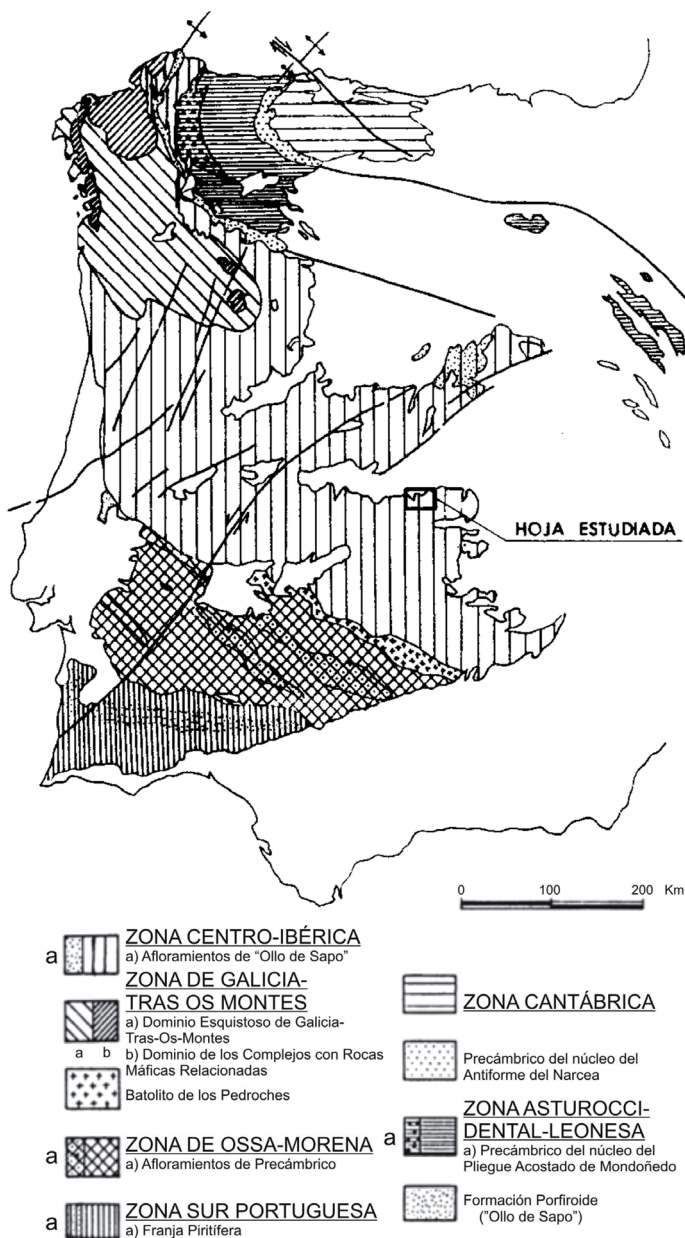 HOJA ESTUDIADA
0 100 200 Km
a ZONA CENTRO-IBÉRICA
a) Afloramientos de "Ollo de Sapo"
ZONA DE GALICIA-
TRAS OS MONTES
a) Dominio Esquistoso de Galicia-
Tras-Os-Montes
a b
b) Dominio de los Complejos con Rocas
Máficas Relacionadas
Batolito de los Pedroches
a ZONA DE OSSA-MORENA
a) Afloramientos de Precámbrico
a ZONA SUR PORTUGUESA
a) Franja Piritífera
ZONA CANTÁBRICA
Precámbrico del núcleo del
Antiforme del Narcea
a ZONA ASTUROCCI-
DENTAL-LEONESA
a) Precámbrico del núcleo del
Pliegue Acostado de Mondoñedo
Formación Porfiroide
("Ollo de Sapo")